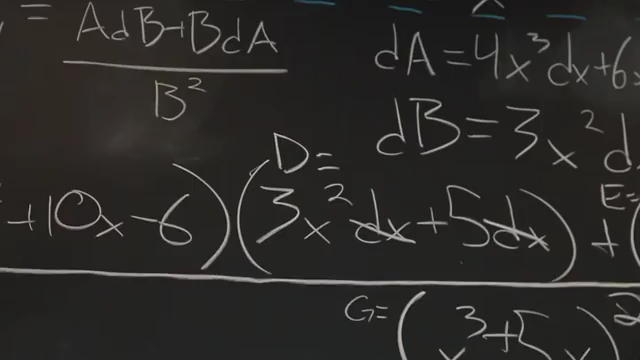 = AdB+BdA
B²
dA=4x³dx+6
dB=3x²d
D=
E=
+10x-6)(3x²dx+5dx)+(
G=(x³+5x)²